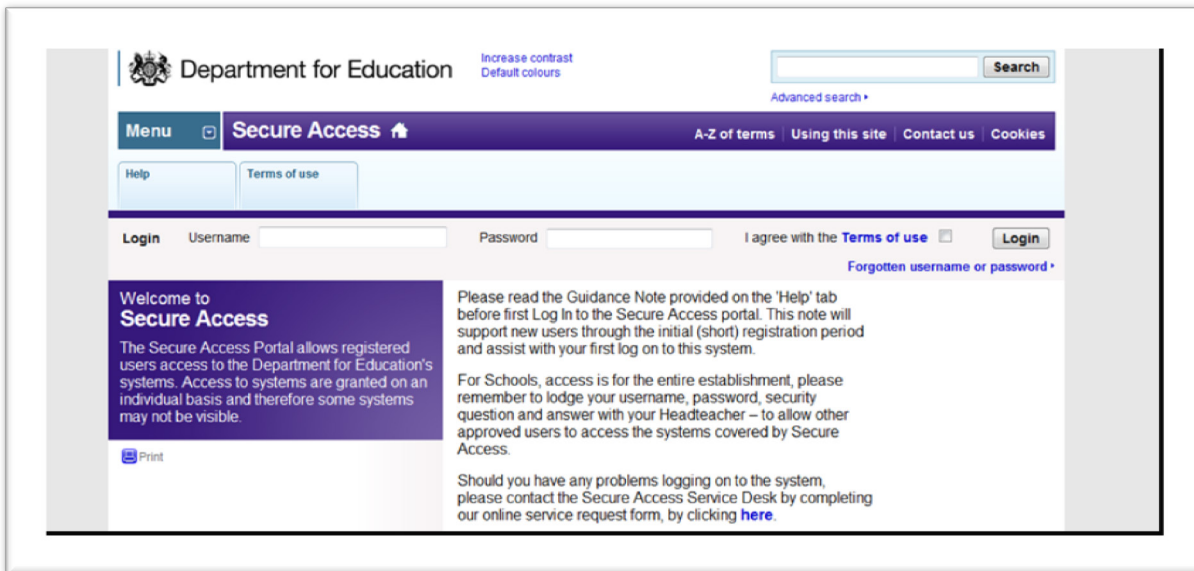 Department for Education
Increase contrast
Default colours
Search
Advanced search
Menu
Secure Access
A-Z of terms
Using this site
Contact us
Cookies
Help
Terms of use
Login
Username
Password
I agree with the Terms of use
Login
Forgotten username or password
Welcome to
Secure Access
The Secure Access Portal allows registered
users access to the Department for Education's
systems. Access to systems are granted on an
individual basis and therefore some systems
may not be visible.
Print
Please read the Guidance Note provided on the 'Help' tab
before first Log In to the Secure Access portal. This note will
support new users through the initial (short) registration period
and assist with your first log on to this system.
For Schools, access is for the entire establishment, please
remember to lodge your username, password, security
question and answer with your Headteacher – to allow other
approved users to access the systems covered by Secure
Access.
Should you have any problems logging on to the system,
please contact the Secure Access Service Desk by completing
our online service request form, by clicking here.